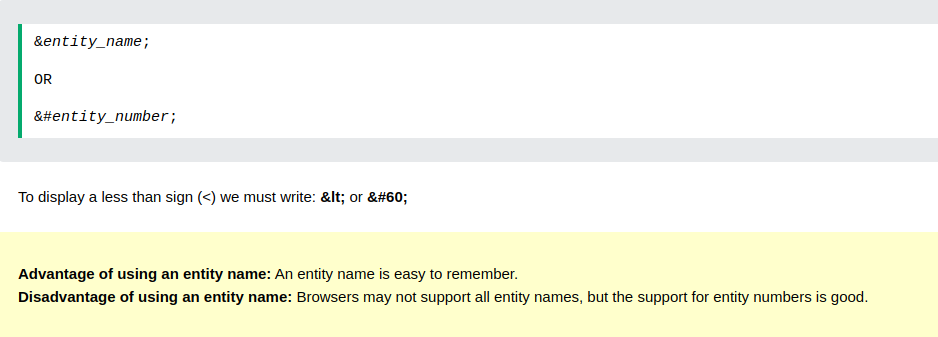 &entity_name;
OR
&#entity_number;
To display a less than sign (<) we must write: &lt; or &#60;
Advantage of using an entity name: An entity name is easy to remember.
Disadvantage of using an entity name: Browsers may not support all entity names, but the support for entity numbers is good.